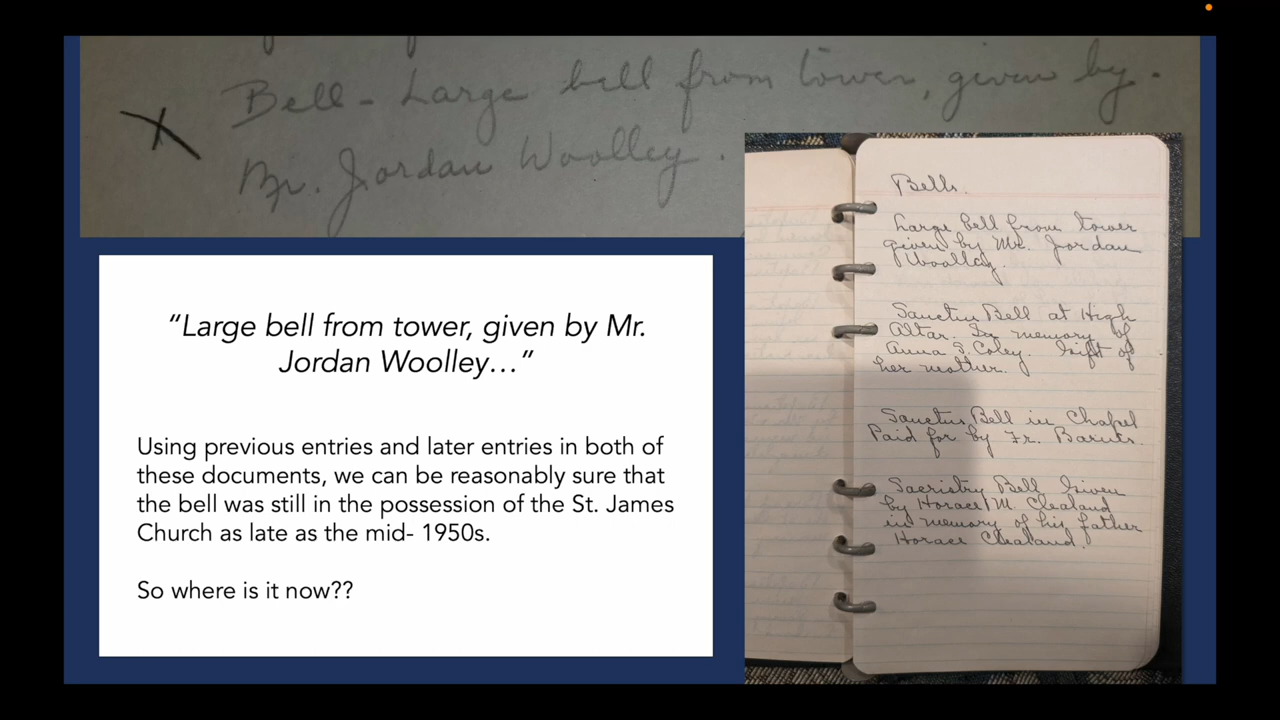 Bell - Large bell from tower, given by.
Mr. Jordan Woolley.
"Large bell from tower, given by Mr.
Jordan Woolley…"
Using previous entries and later entries in both of
these documents, we can be reasonably sure that
the bell was still in the possession of the St. James
Church as late as the mid- 1950s.
So where is it now??
Bells.
Large bell from tower
given by Mr. Jordan
Woolley.
Sanctus Bell at High
Altar. In memory of
Anna S. Coley. Gift of
her mother.
Sanctus Bell in Chapel
Paid for by Fr.
Sacristy Bell Given
by Horace M. Clealand
in memory of his father
Horace Clealand.